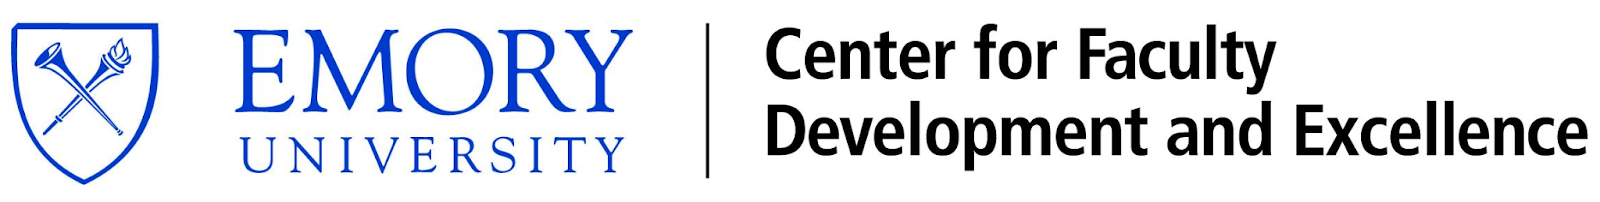 EMORY
UNIVERSITY
Center for Faculty
Development and Excellence